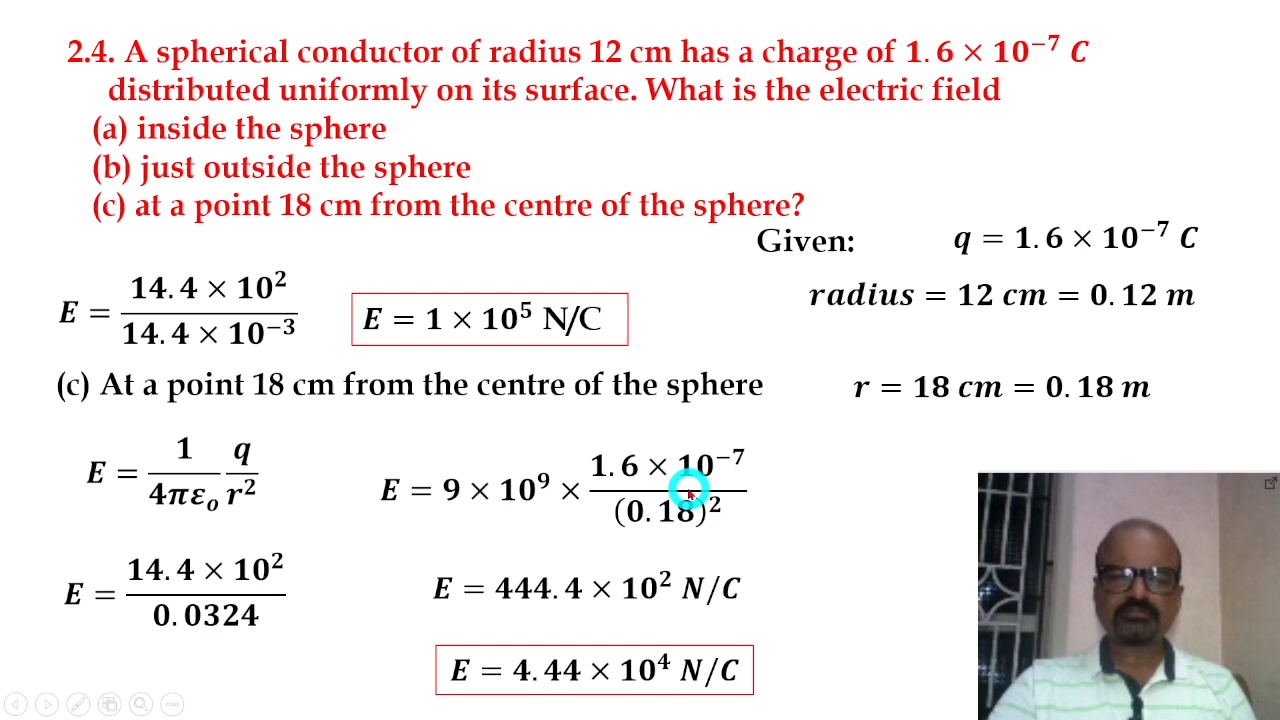 2.4. A spherical conductor of radius 12 cm has a charge of 1.6 × 10⁻⁷ C
distributed uniformly on its surface. What is the electric field
(a) inside the sphere
(b) just outside the sphere
(c) at a point 18 cm from the centre of the sphere?
Given: q = 1.6 × 10⁻⁷ C
radius = 12 cm = 0.12 m
E = \frac{14.4 × 10²}{14.4 × 10⁻³}
E = 1 × 10⁵ N/C
(c) At a point 18 cm from the centre of the sphere
r = 18 cm = 0.18 m
E = \frac{1}{4πε₀} \frac{q}{r²}
E = 9 × 10⁹ × \frac{1.6 × 10⁻⁷}{(0.18)²}
E = \frac{14.4 × 10²}{0.0324}
E = 444.4 × 10² N/C
E = 4.44 × 10⁴ N/C